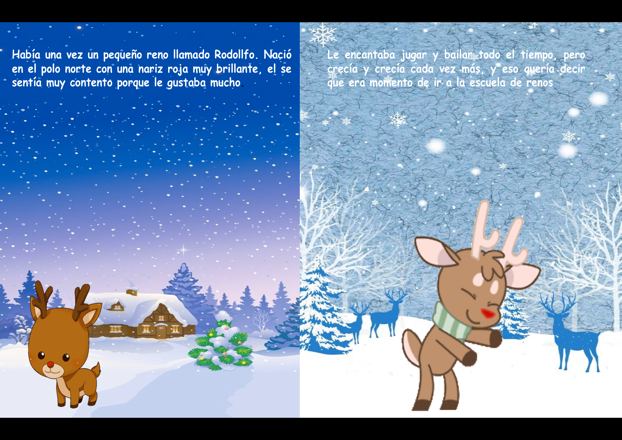 Había una vez un pequeño reno llamado Rodollfo. Nació
en el polo norte con una nariz roja muy brillante, el se
sentía muy contento porque le gustaba mucho
Le encantaba jugar y bailar todo el tiempo, pero
crecía y crecía cada vez más, y eso quería decir
que era momento de ir a la escuela de renos